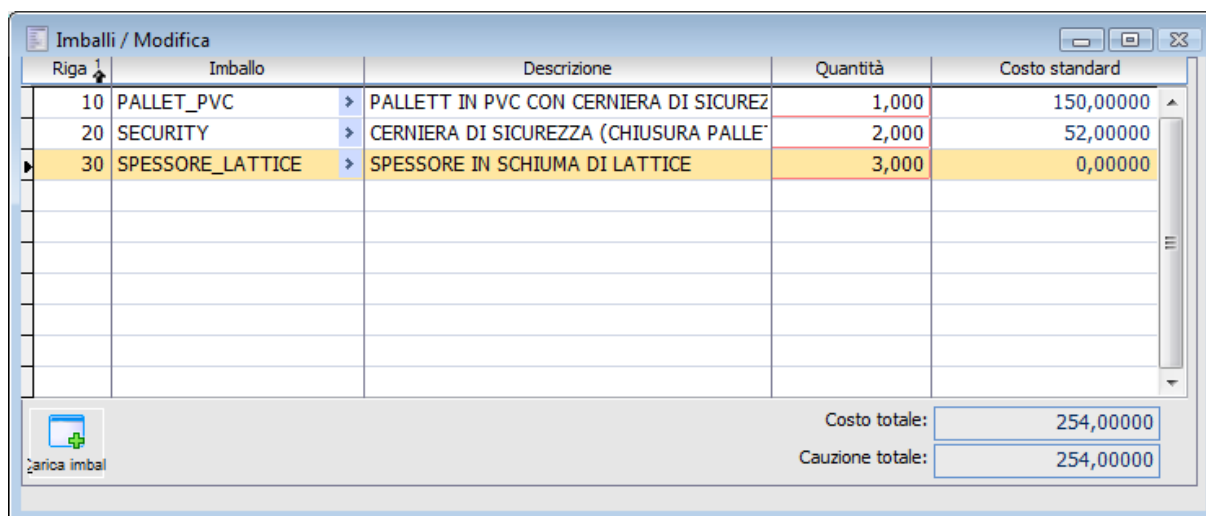 Imballi / Modifica
Riga 1 Imballo Descrizione Quantità Costo standard
10 PALLET_PVC PALLETT IN PVC CON CERNIERA DI SICUREZ 1,000 150,00000
20 SECURITY CERNIERA DI SICUREZZA (CHIUSURA PALLET 2,000 52,00000
30 SPESSORE_LATTICE SPESSORE IN SCHIUMA DI LATTICE 3,000 0,00000
Costo totale: 254,00000
Carica imbal
Cauzione totale: 254,00000